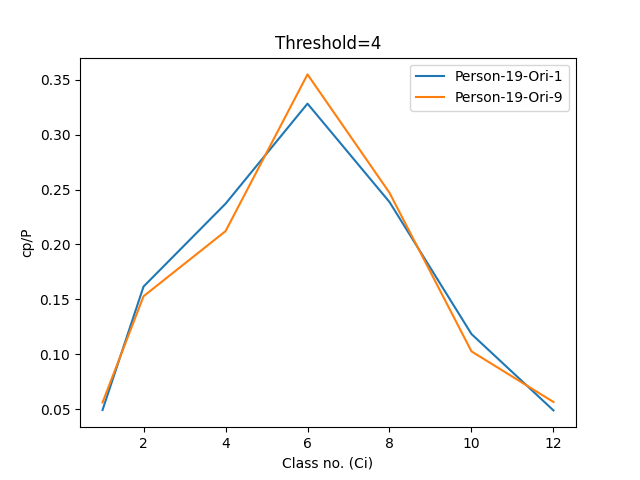 Threshold=4
Person-19-Ori-1
Person-19-Ori-9
cp/P
0.35
0.30
0.25
0.20
0.15
0.10
0.05
2 4 6 8 10 12
Class no. (Ci)